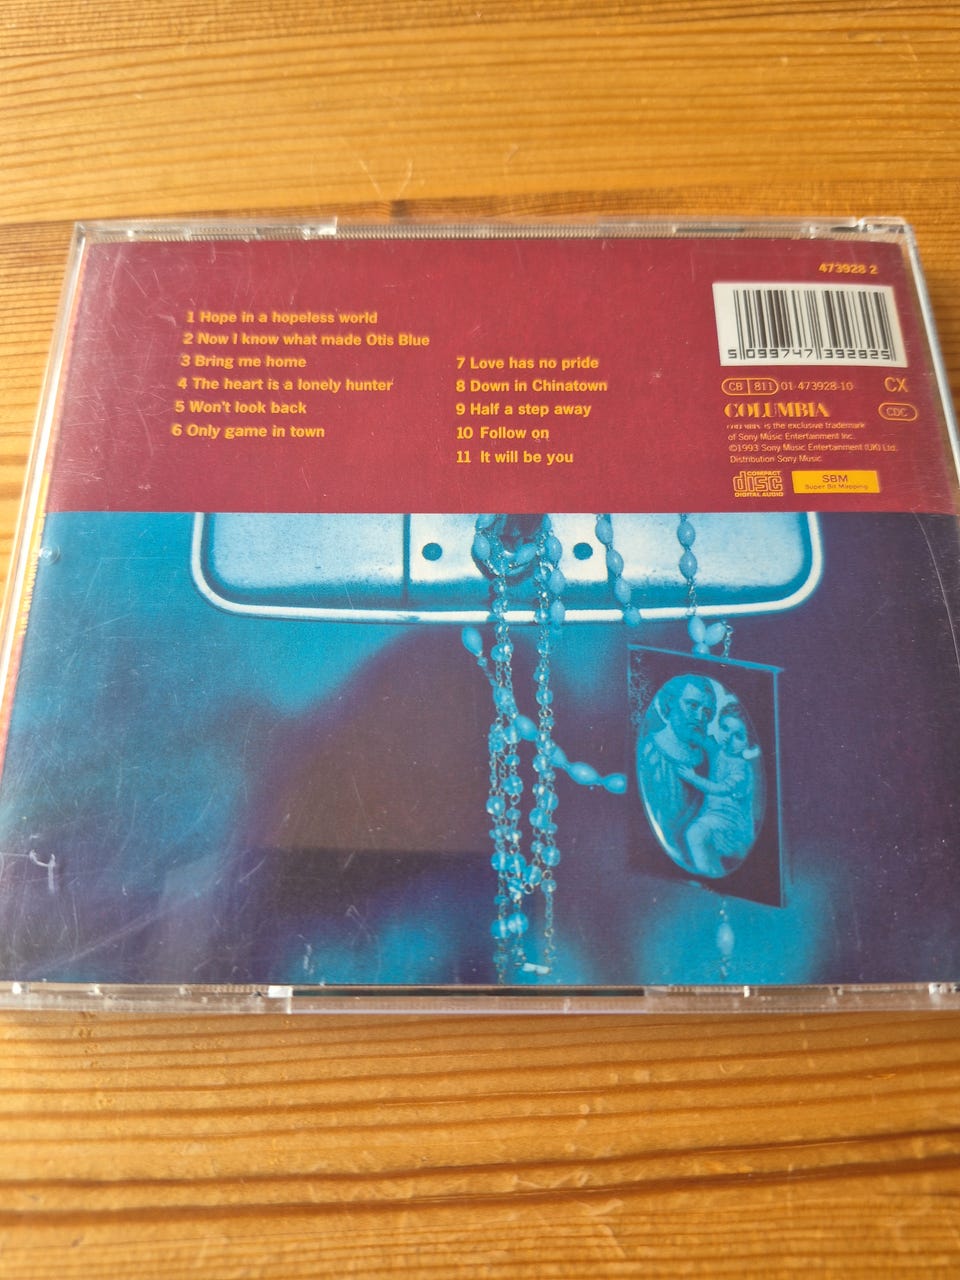 473928 2
1 Hope in a hopeless world
2 Now I know what made Otis Blue
3 Bring me home
4 The heart is a lonely hunter
5 Won't look back
6 Only game in town
7 Love has no pride
8 Down in Chinatown
9 Half a step away
10 Follow on
11 It will be you
5 099747 392825
CB 811 01-473928-10 CX
COLUMBIA CDC
COLUMBIA is the exclusive trademark
of Sony Music Entertainment Inc.
©1993 Sony Music Entertainment (UK) Ltd.
Distribution Sony Music
COMPACT
disc
DIGITAL AUDIO
SBM
Super Bit Mapping